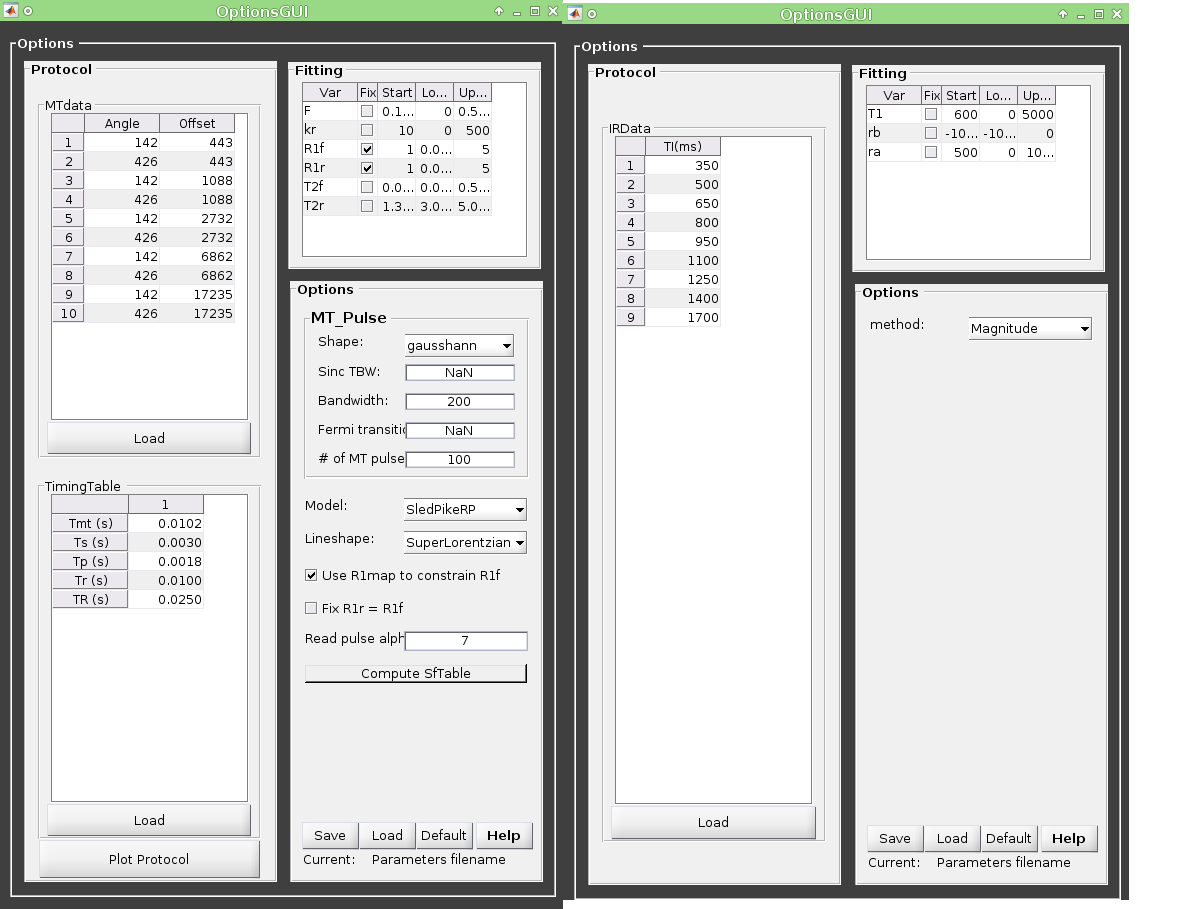 OptionsGUI
Options
Protocol
MTdata
Angle Offset
1 142 443
2 426 443
3 142 1088
4 426 1088
5 142 2732
6 426 2732
7 142 6862
8 426 6862
9 142 17235
10 426 17235
Load
TimingTable
1
Tmt (s) 0.0102
Ts (s) 0.0030
Tp (s) 0.0018
Tr (s) 0.0100
TR (s) 0.0250
Load
Plot Protocol
Fitting
Var Fix Start Lo... Up...
F 0.1... 0 0.5...
kr 10 0 500
R1f 1 0.0... 5
R1r 1 0.0... 5
T2f 0.0... 0.0... 0.5...
T2r 1.3... 3.0... 5.0...
Options
MT_Pulse
Shape: gausshann
Sinc TBW: NaN
Bandwidth: 200
Fermi transitic NaN
# of MT pulse 100
Model: SledPikeRP
Lineshape: SuperLorentzian
Use R1map to constrain R1f
Fix R1r = R1f
Read pulse alph 7
Compute SfTable
Save Load Default Help
Current: Parameters filename
OptionsGUI
Options
Protocol
IRData
TI(ms)
1 350
2 500
3 650
4 800
5 950
6 1100
7 1250
8 1400
9 1700
Load
Fitting
Var Fix Start Lo... Up...
T1 600 0 5000
rb -10... -10... 0
ra 500 0 10...
Options
method: Magnitude
Save Load Default Help
Current: Parameters filename